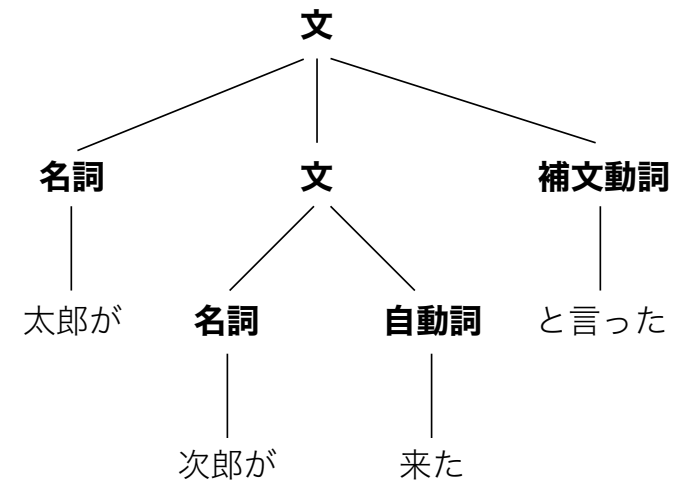 文
名詞 文 補文動詞
太郎が 名詞 自動詞 と言った
次郎が 来た